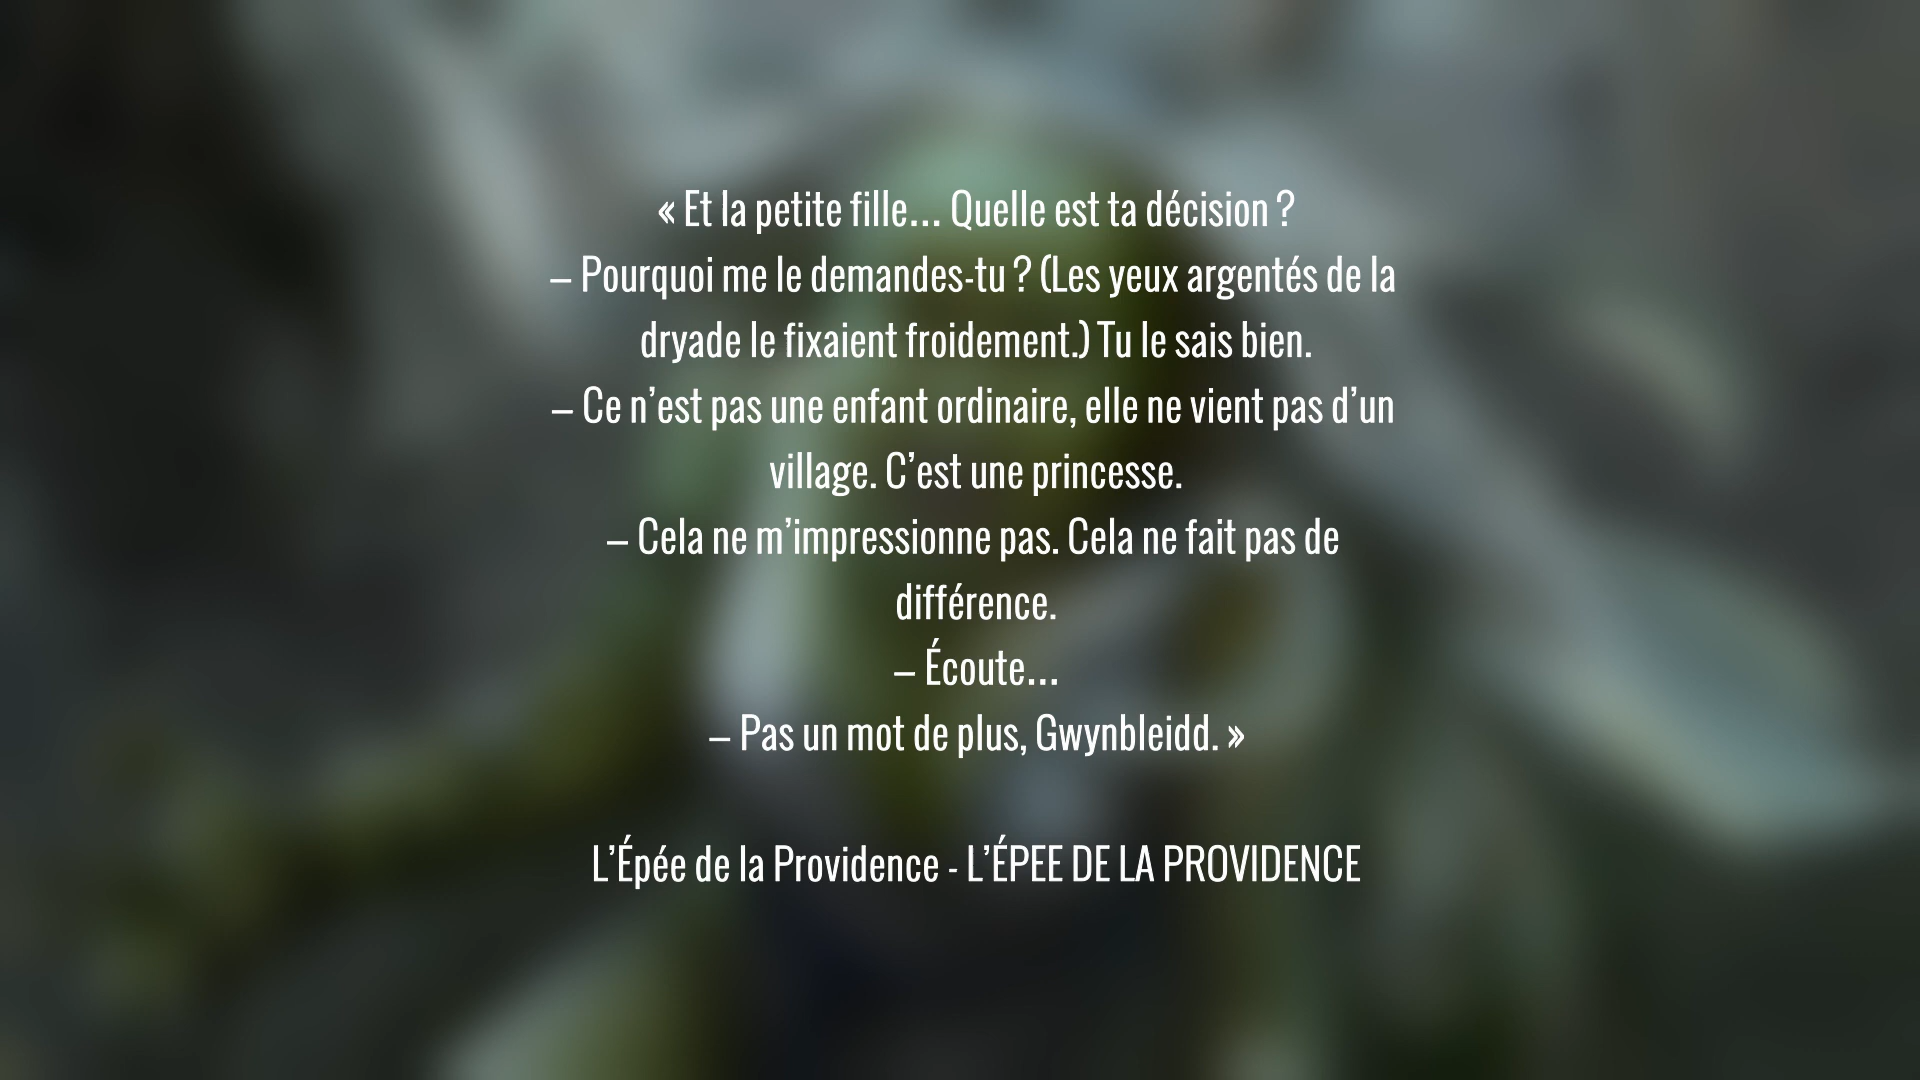 « Et la petite fille… Quelle est ta décision ?
– Pourquoi me le demandes-tu ? (Les yeux argentés de la
dryade le fixaient froidement.) Tu le sais bien.
– Ce n’est pas une enfant ordinaire, elle ne vient pas d’un
village. C’est une princesse.
– Cela ne m’impressionne pas. Cela ne fait pas de
différence.
– Écoute…
– Pas un mot de plus, Gwynbleidd. »
L’Épée de la Providence - L’ÉPEE DE LA PROVIDENCE